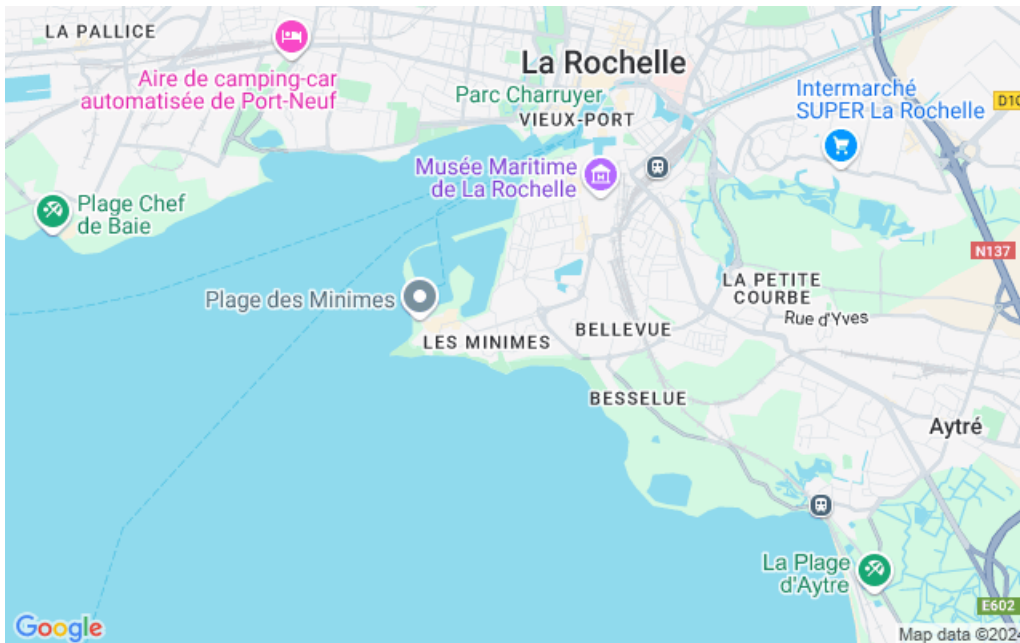 LA PALLICE
Aire de camping-car
automatisée de Port-Neuf
La Rochelle
Parc Charruyer
VIEUX-PORT
Intermarché
SUPER La Rochelle
Musée Maritime
de La Rochelle
Plage Chef
de Baie
N137
LA PETITE
COURBE
Plage des Minimes
Rue d'Yves
BELLEVUE
LES MINIMES
BESSELUE
Aytré
La Plage
d'Aytre
E602
Google
Map data ©202